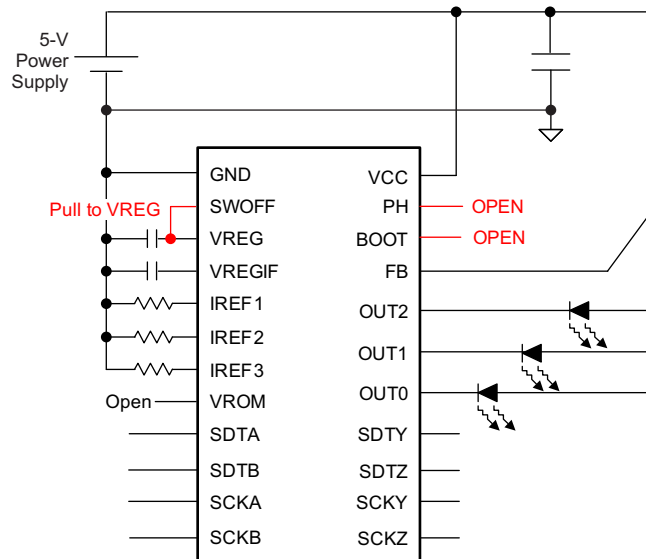 5-V
Power
Supply
GND
VCC
Pull to VREG
SWOFF
PH
OPEN
VREG
BOOT
OPEN
VREGIF
FB
IREF1
OUT2
IREF2
OUT1
IREF3
Open
VROM
OUT0
SDTA
SDTY
SDTB
SDTZ
SCKA
SCKY
SCKB
SCKZ